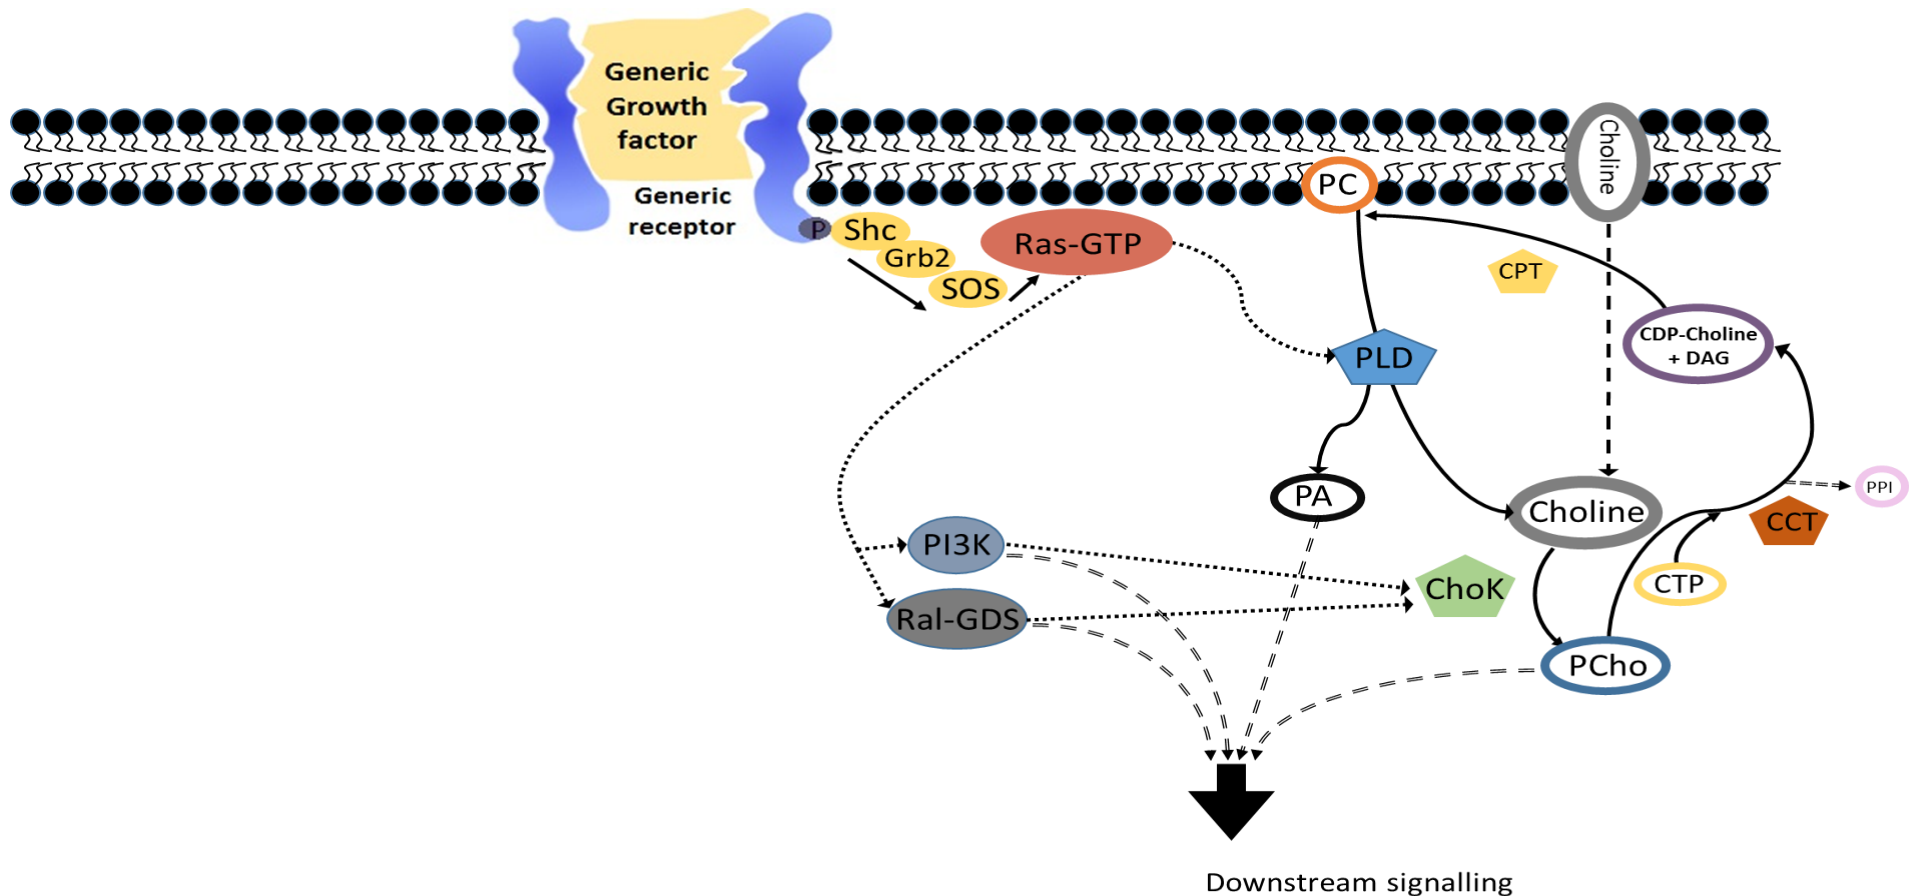 Generic
Growth
factor
Generic
receptor
P
Shc
Grb2
SOS
Ras-GTP
PC
Choline
CPT
CDP-Choline
+ DAG
PLD
PA
Choline
PPI
CCT
CTP
PI3K
ChoK
Ral-GDS
PCho
Downstream signalling